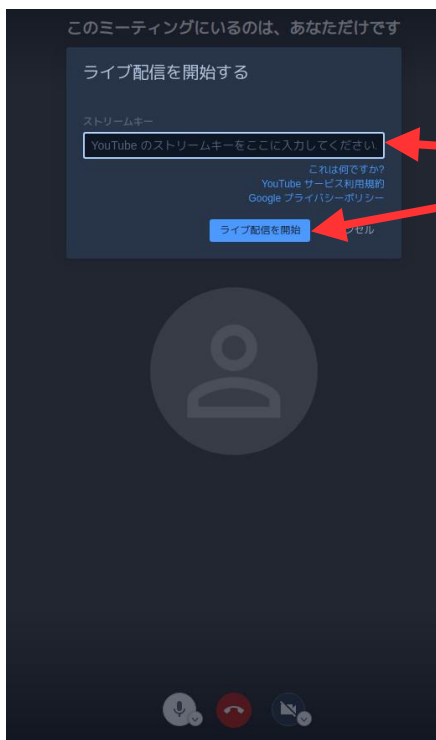 このミーティングにいるのは、あなただけです
ライブ配信を開始する
ストリームキー
YouTube のストリームキーをここに入力してください
これは何ですか?
YouTube サービス利用規約
Google プライバシーポリシー
ライブ配信を開始
ンセル